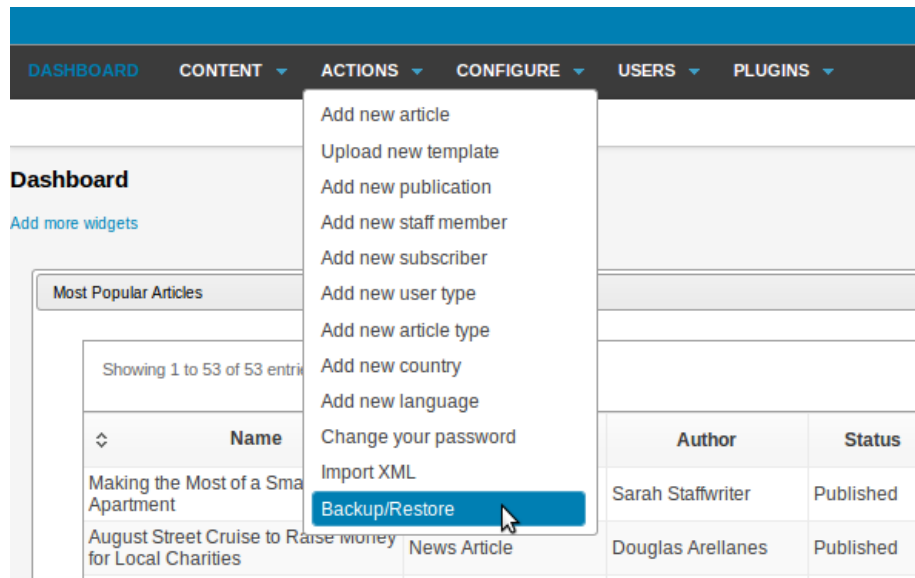 DASHBOARD CONTENT ACTIONS CONFIGURE USERS PLUGINS
Add new article
Upload new template
Add new publication
Add new staff member
Add new subscriber
Add new user type
Add new article type
Add new country
Add new language
Change your password
Import XML
Backup/Restore
Dashboard
Add more widgets
Most Popular Articles
Showing 1 to 53 of 53
Name Author Status
Making the Most of a
Apartment
Sarah Staffwriter Published
August Street Cruise to Raise Money
for Local Charities
News Article Douglas Arellanes Published